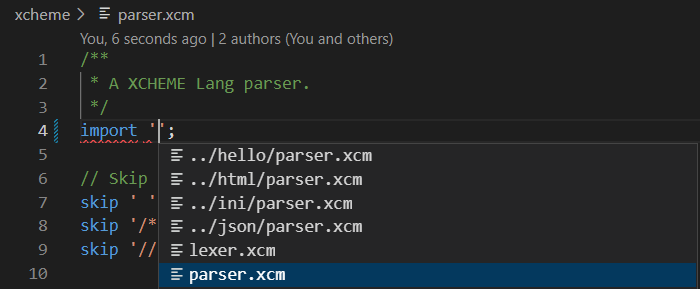 xcheme > parser.xcm
You, 6 seconds ago | 2 authors (You and others)
1 /**
2 * A XCHEME Lang parser.
3 */
4 import '';
../hello/parser.xcm
5
../html/parser.xcm
6 // Skip
../ini/parser.xcm
7 skip ' '
../json/parser.xcm
8 skip '/*
lexer.xcm
9 skip '//
parser.xcm
10